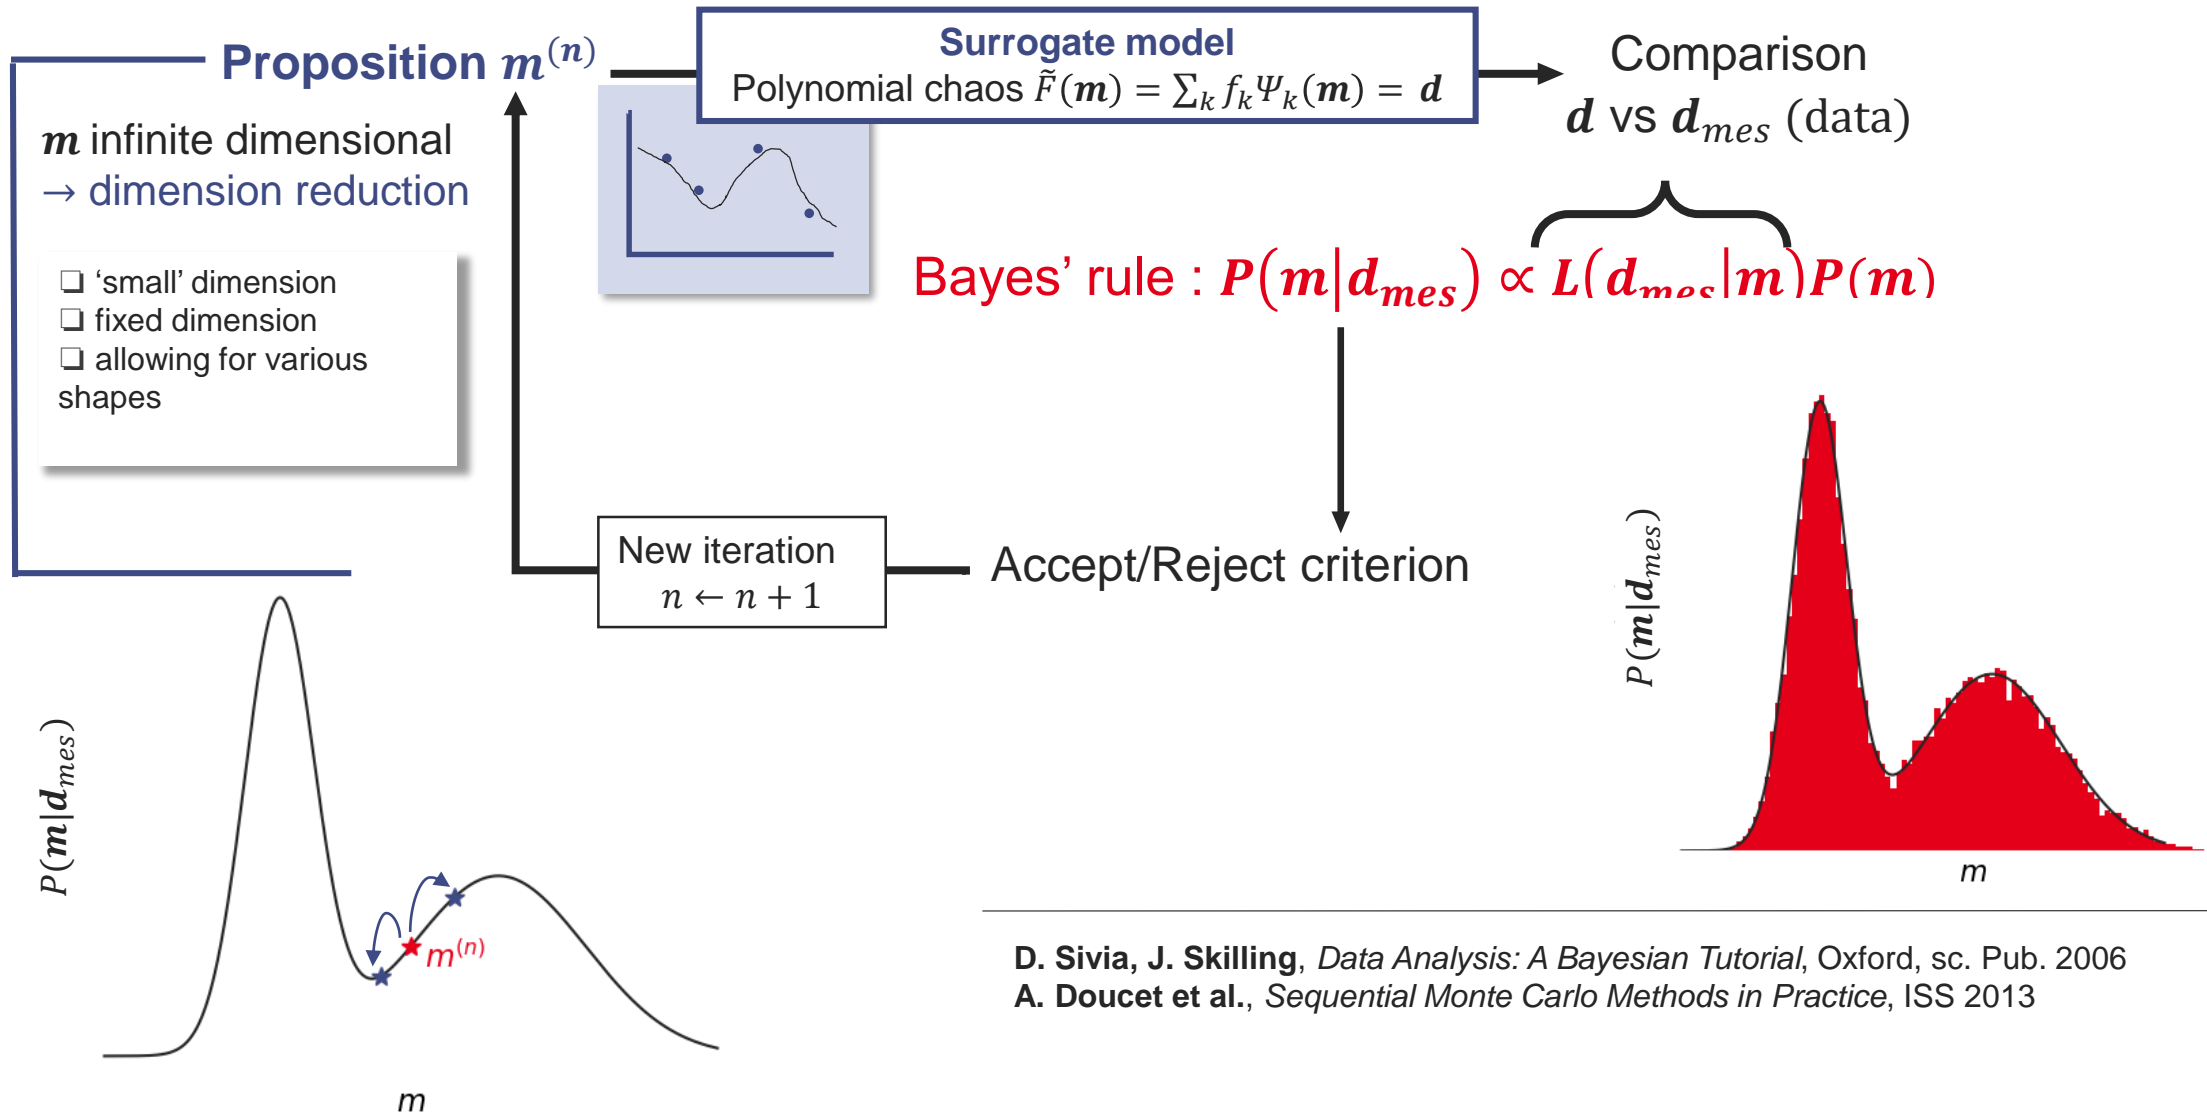 Proposition m^(n)
Surrogate model
Polynomial chaos F̃(m) = ∑_k f_k Ψ_k(m) = d
Comparison
d vs d_mes (data)
m infinite dimensional
→ dimension reduction
❑ ‘small’ dimension
❑ fixed dimension
❑ allowing for various
shapes
Bayes’ rule : P(m|d_mes) ∝ L(d_mes|m)P(m)
New iteration
n ← n + 1
Accept/Reject criterion
P(m|d_mes)
m
P(m|d_mes)
m^(n)
m
D. Sivia, J. Skilling, Data Analysis: A Bayesian Tutorial, Oxford, sc. Pub. 2006
A. Doucet et al., Sequential Monte Carlo Methods in Practice, ISS 2013